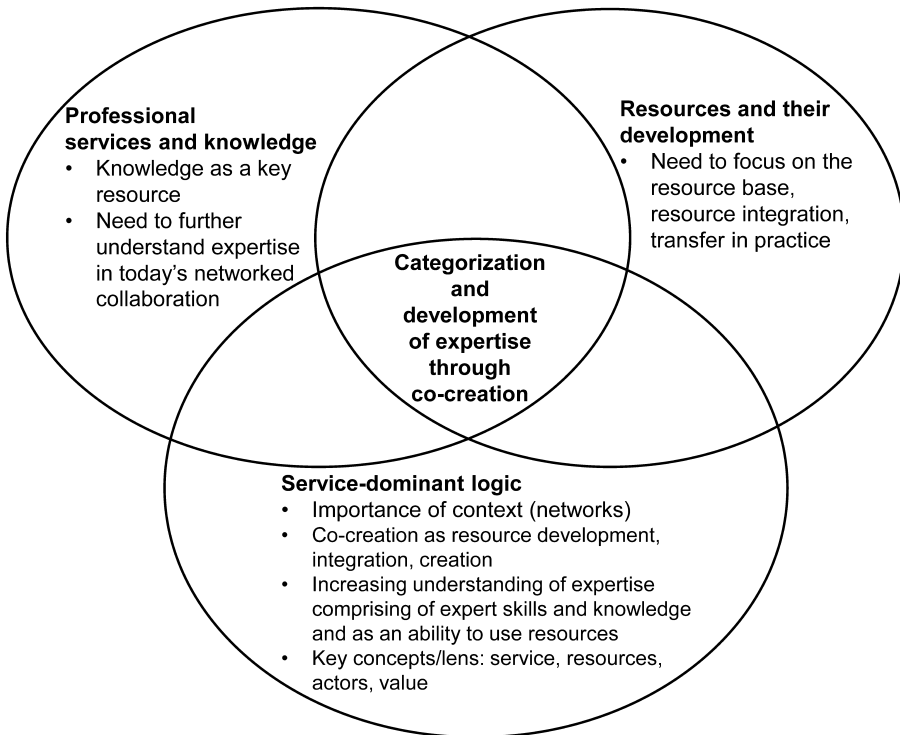 Professional
services and knowledge
• Knowledge as a key
resource
• Need to further
understand expertise
in today's networked
collaboration
Resources and their
development
• Need to focus on the
resource base,
resource integration,
transfer in practice
Categorization
and
development
of expertise
through
co-creation
Service-dominant logic
• Importance of context (networks)
• Co-creation as resource development,
integration, creation
• Increasing understanding of expertise
comprising of expert skills and knowledge
and as an ability to use resources
• Key concepts/lens: service, resources,
actors, value